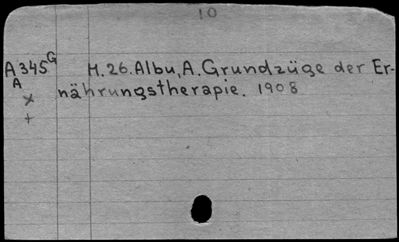 10
A345G H.26.Albu, A. Grundzüge der Er-
A nährungstherapie. 1908
x
+